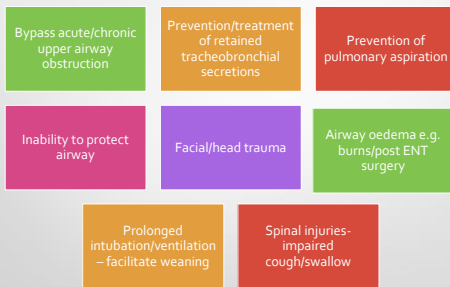 Bypass acute/chronic
upper airway
obstruction
Prevention/treatment
of retained
tracheobronchial
secretions
Prevention of
pulmonary aspiration
Inability to protect
airway
Facial/head trauma
Airway oedema e.g.
burns/post ENT
surgery
Prolonged
intubation/ventilation
– facilitate weaning
Spinal injuries-
impaired
cough/swallow